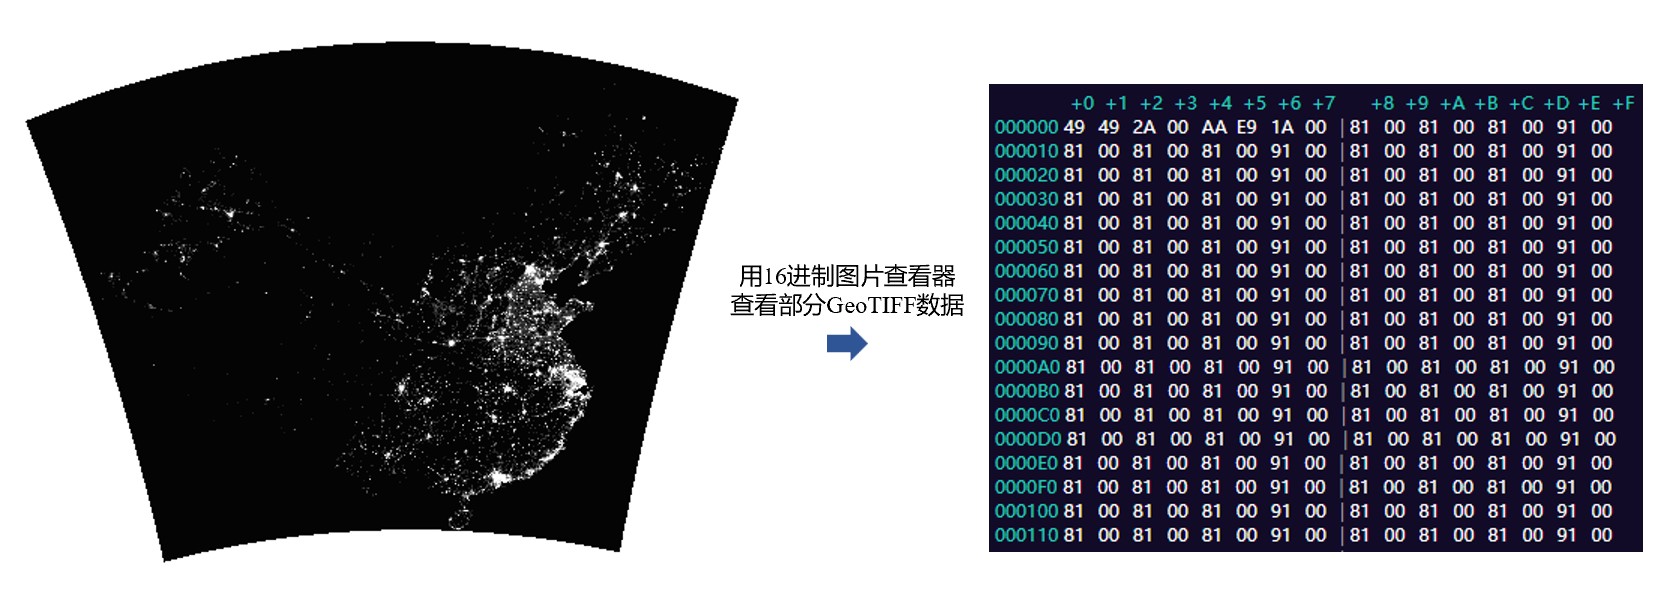 用16进制图片查看器
查看部分GeoTIFF数据
+0 +1 +2 +3 +4 +5 +6 +7 +8 +9 +A +B +C +D +E +F
000000 49 49 2A 00 AA E9 1A 00 | 81 00 81 00 81 00 91 00
000010 81 00 81 00 81 00 91 00 | 81 00 81 00 81 00 91 00
000020 81 00 81 00 81 00 91 00 | 81 00 81 00 81 00 91 00
000030 81 00 81 00 81 00 91 00 | 81 00 81 00 81 00 91 00
000040 81 00 81 00 81 00 91 00 | 81 00 81 00 81 00 91 00
000050 81 00 81 00 81 00 91 00 | 81 00 81 00 81 00 91 00
000060 81 00 81 00 81 00 91 00 | 81 00 81 00 81 00 91 00
000070 81 00 81 00 81 00 91 00 | 81 00 81 00 81 00 91 00
000080 81 00 81 00 81 00 91 00 | 81 00 81 00 81 00 91 00
000090 81 00 81 00 81 00 91 00 | 81 00 81 00 81 00 91 00
0000A0 81 00 81 00 81 00 91 00 | 81 00 81 00 81 00 91 00
0000B0 81 00 81 00 81 00 91 00 | 81 00 81 00 81 00 91 00
0000C0 81 00 81 00 81 00 91 00 | 81 00 81 00 81 00 91 00
0000D0 81 00 81 00 81 00 91 00 | 81 00 81 00 81 00 91 00
0000E0 81 00 81 00 81 00 91 00 | 81 00 81 00 81 00 91 00
0000F0 81 00 81 00 81 00 91 00 | 81 00 81 00 81 00 91 00
000100 81 00 81 00 81 00 91 00 | 81 00 81 00 81 00 91 00
000110 81 00 81 00 81 00 91 00 | 81 00 81 00 81 00 91 00